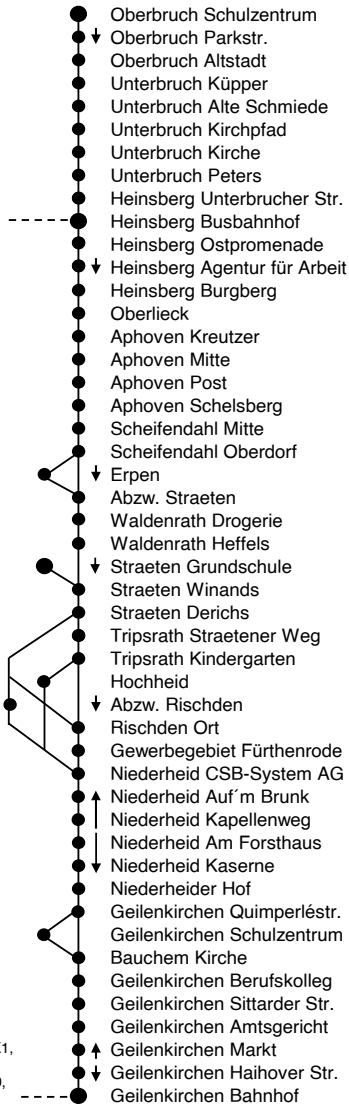 Oberbruch Schulzentrum
Oberbruch Parkstr.
Oberbruch Altstadt
Unterbruch Küpper
Unterbruch Alte Schmiede
Unterbruch Kirchpfad
Unterbruch Kirche
Unterbruch Peters
Heinsberg Unterbrucher Str.
Heinsberg Busbahnhof
Heinsberg Ostpromenade
Heinsberg Agentur für Arbeit
Heinsberg Burgberg
Oberlieck
Aphoven Kreutzer
Aphoven Mitte
Aphoven Post
Aphoven Schelsberg
Scheifendahl Mitte
Scheifendahl Oberdorf
Erpen
Abzw. Straeten
Waldenrath Drogerie
Waldenrath Heffels
Straeten Grundschule
Straeten Winands
Straeten Derichs
Tripsrath Straetener Weg
Tripsrath Kindergarten
Hochheid
Abzw. Rischden
Rischden Ort
Gewerbegebiet Fürthenrode
Niederheid CSB-System AG
Niederheid Auf´m Brunk
Niederheid Kapellenweg
Niederheid Am Forsthaus
Niederheid Kaserne
Niederheider Hof
Geilenkirchen Quimperléstr.
Geilenkirchen Schulzentrum
Bauchem Kirche
Geilenkirchen Berufskolleg
Geilenkirchen Sittarder Str.
Geilenkirchen Amtsgericht
Geilenkirchen Markt
Geilenkirchen Haihover Str.
Geilenkirchen Bahnhof